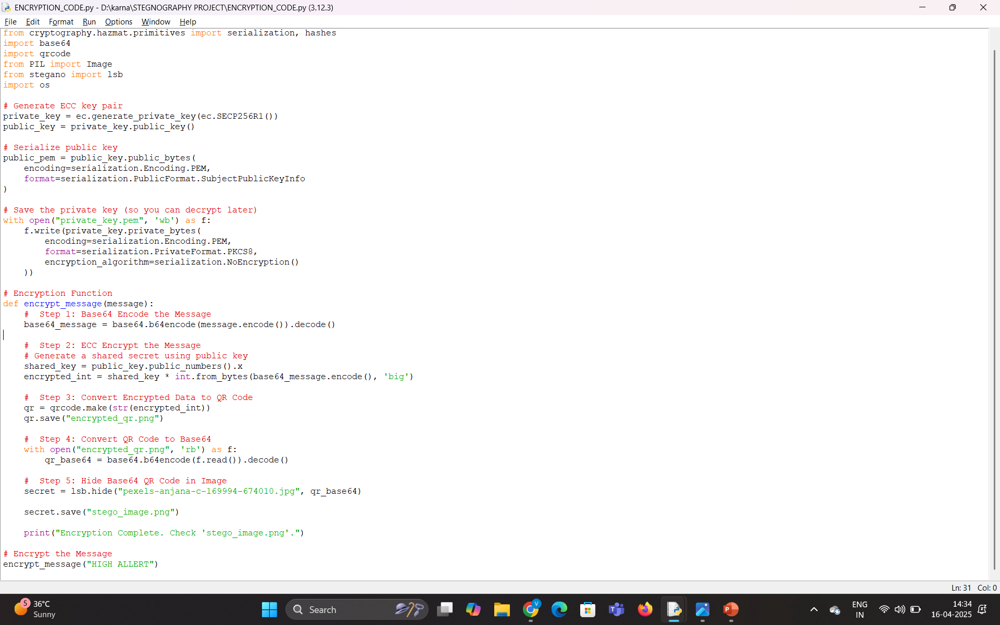 ENCRYPTION_CODE.py - D:\karna\STEGNOGRAPHY PROJECT\ENCRYPTION_CODE.py (3.12.3)
File Edit Format Run Options Window Help
from cryptography.hazmat.primitives import serialization, hashes
import base64
import qrcode
from PIL import Image
from stegano import lsb
import os
# Generate ECC key pair
private_key = ec.generate_private_key(ec.SECP256R1())
public_key = private_key.public_key()
# Serialize public key
public_pem = public_key.public_bytes(
    encoding=serialization.Encoding.PEM,
    format=serialization.PublicFormat.SubjectPublicKeyInfo
)
# Save the private key (so you can decrypt later)
with open("private_key.pem", 'wb') as f:
    f.write(private_key.private_bytes(
        encoding=serialization.Encoding.PEM,
        format=serialization.PrivateFormat.PKCS8,
        encryption_algorithm=serialization.NoEncryption()
    ))
# Encryption Function
def encrypt_message(message):
    #  Step 1: Base64 Encode the Message
    base64_message = base64.b64encode(message.encode()).decode()
    #  Step 2: ECC Encrypt the Message
    # Generate a shared secret using public key
    shared_key = public_key.public_numbers().x
    encrypted_int = shared_key * int.from_bytes(base64_message.encode(), 'big')
    #  Step 3: Convert Encrypted Data to QR Code
    qr = qrcode.make(str(encrypted_int))
    qr.save("encrypted_qr.png")
    #  Step 4: Convert QR Code to Base64
    with open("encrypted_qr.png", 'rb') as f:
        qr_base64 = base64.b64encode(f.read()).decode()
    #  Step 5: Hide Base64 QR Code in Image
    secret = lsb.hide("pexels-anjana-c-169994-674010.jpg", qr_base64)
    secret.save("stego_image.png")
    print("Encryption Complete. Check 'stego_image.png'.")
# Encrypt the Message
encrypt_message("HIGH ALLERT")
Ln: 31 Col: 0
5
36°C
Sunny
Search
V
T
P
ENG
IN
14:34
16-04-2025